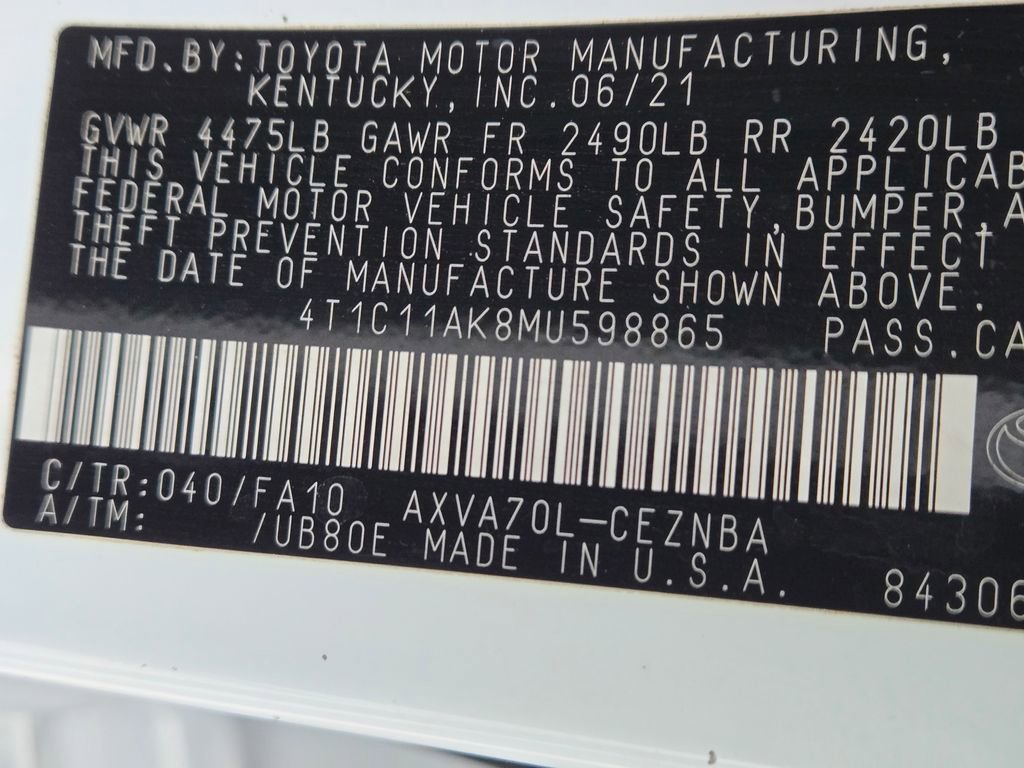 MFD.BY:TOYOTA MOTOR MANUFACTURING,
KENTUCKY,INC.06/21
GVWR 4475LB GAWR FR 2490LB RR 2420LB
THIS VEHICLE CONFORMS TO ALL APPLICAB
FEDERAL MOTOR VEHICLE SAFETY,BUMPER,A
THEFT PREVENTION STANDARDS IN EFFECT
THE DATE OF MANUFACTURE SHOWN ABOVE.
4T1C11AK8MU598865 PASS.CA
C/TR:040/FA10 AXVA70L-CEZNBA
A/TM: /UB80E MADE IN U.S.A. 84306